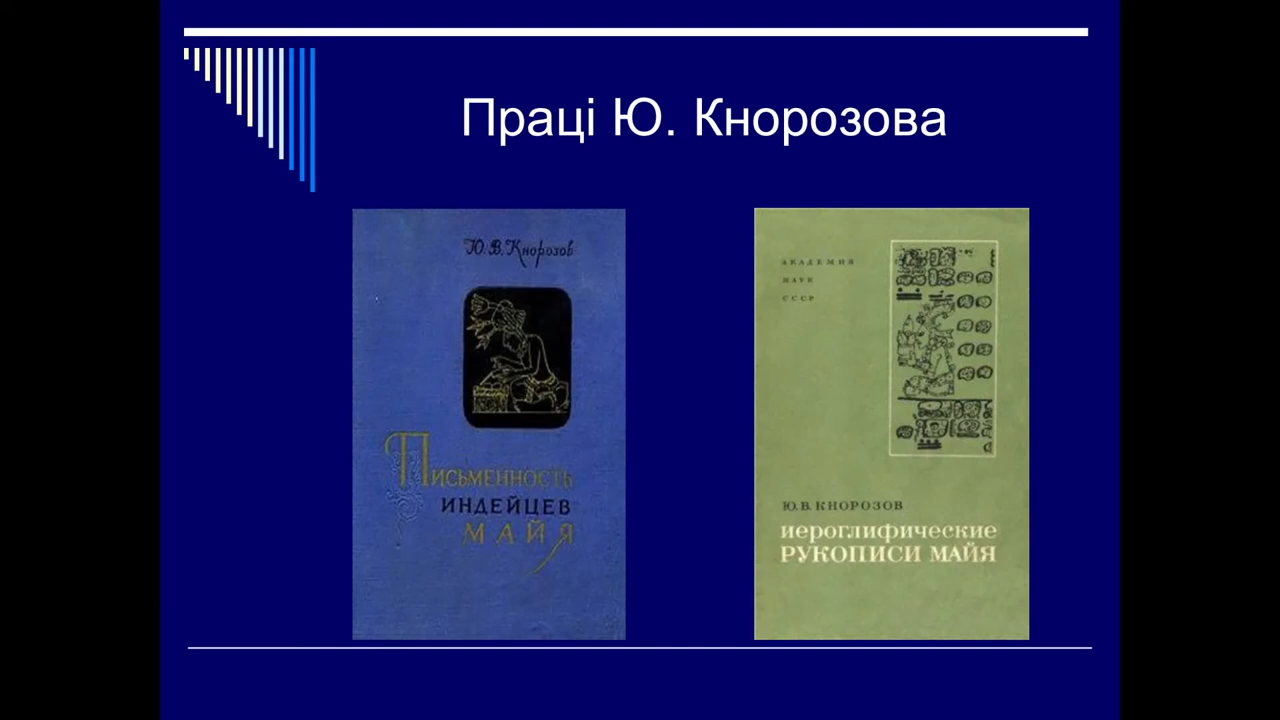 Праці Ю. Кнорозова
Ю. В. Кнорозов
Письменность
индейцев
майя
АКАДЕМИЯ
НАУК
СССР
Ю. В. КНОРОЗОВ
иероглифические
РУКОПИСИ МАЙЯ